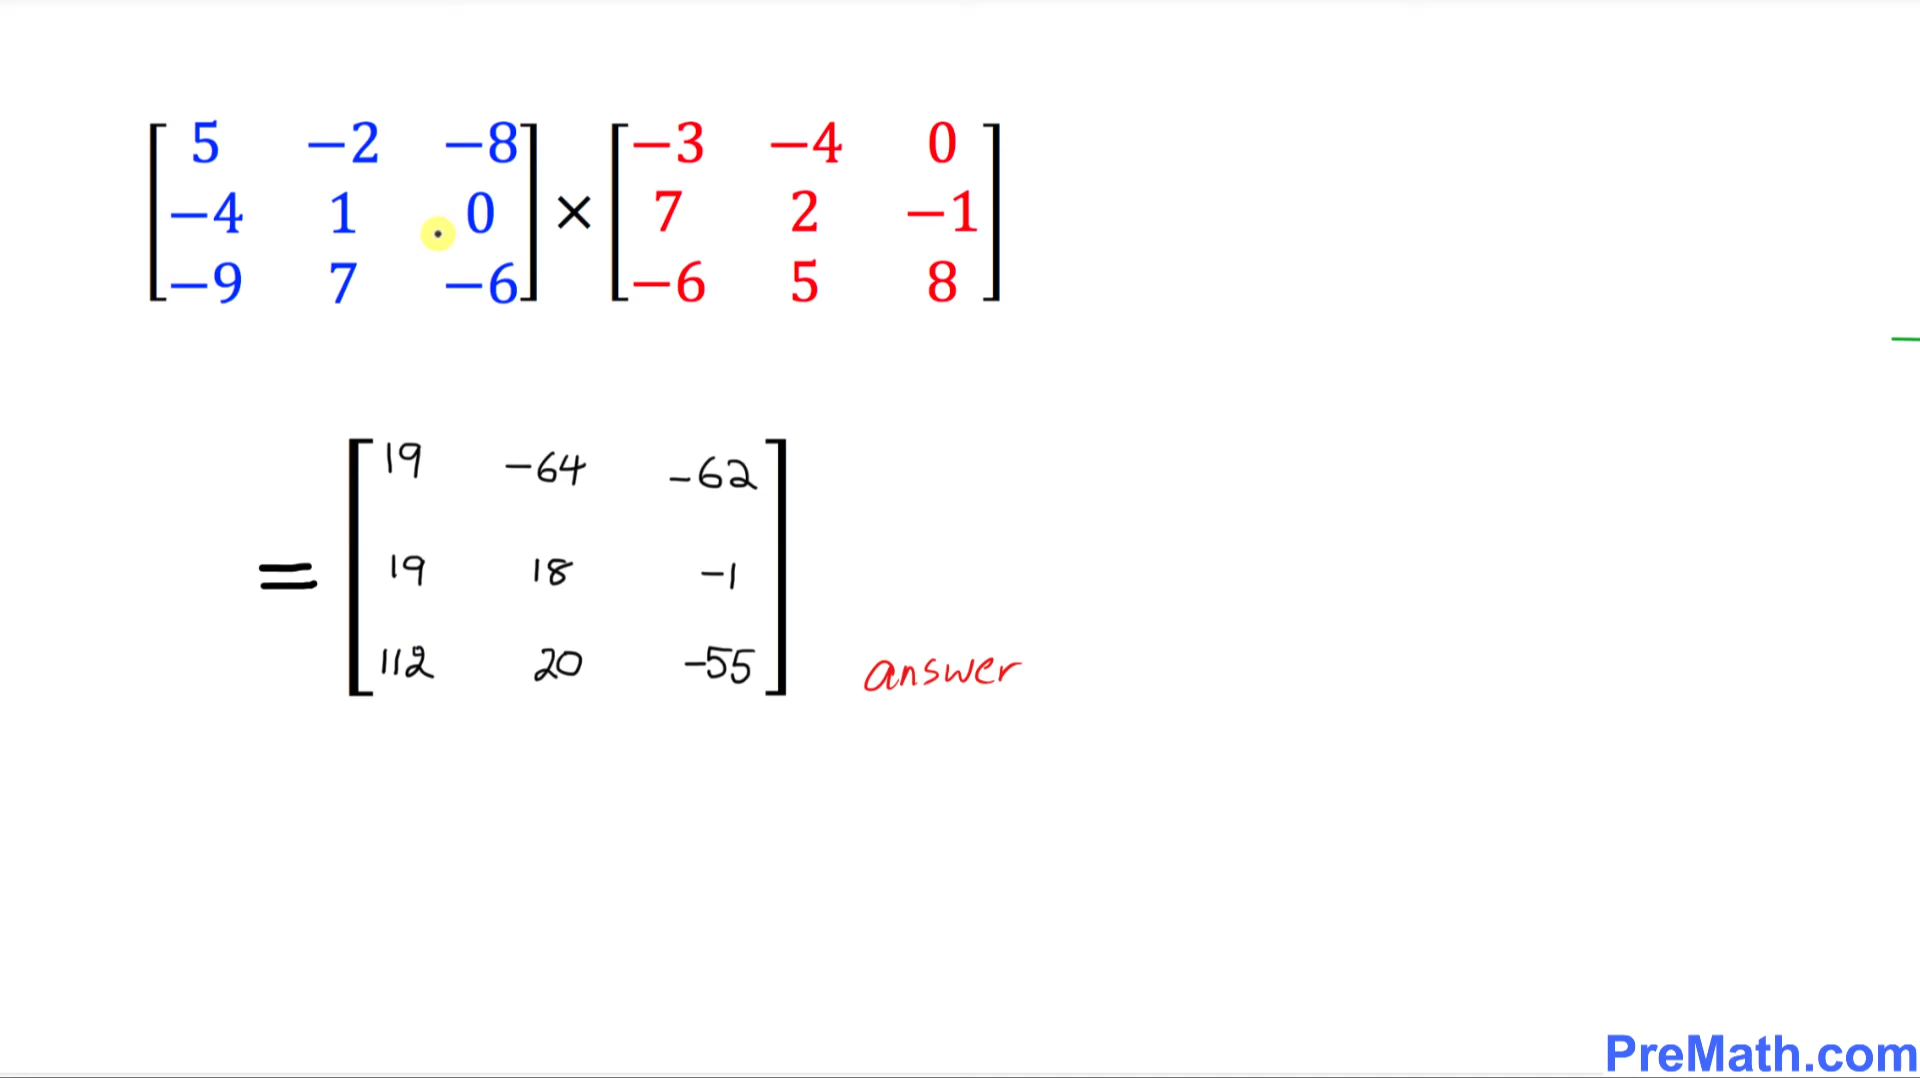 [5 −2 −8] × [−3 −4 0]
[−4 1 0] [7 2 −1]
[−9 7 −6] [−6 5 8]
19 -64 -62
= 19 18 -1
112 20 -55 answer
PreMath.com